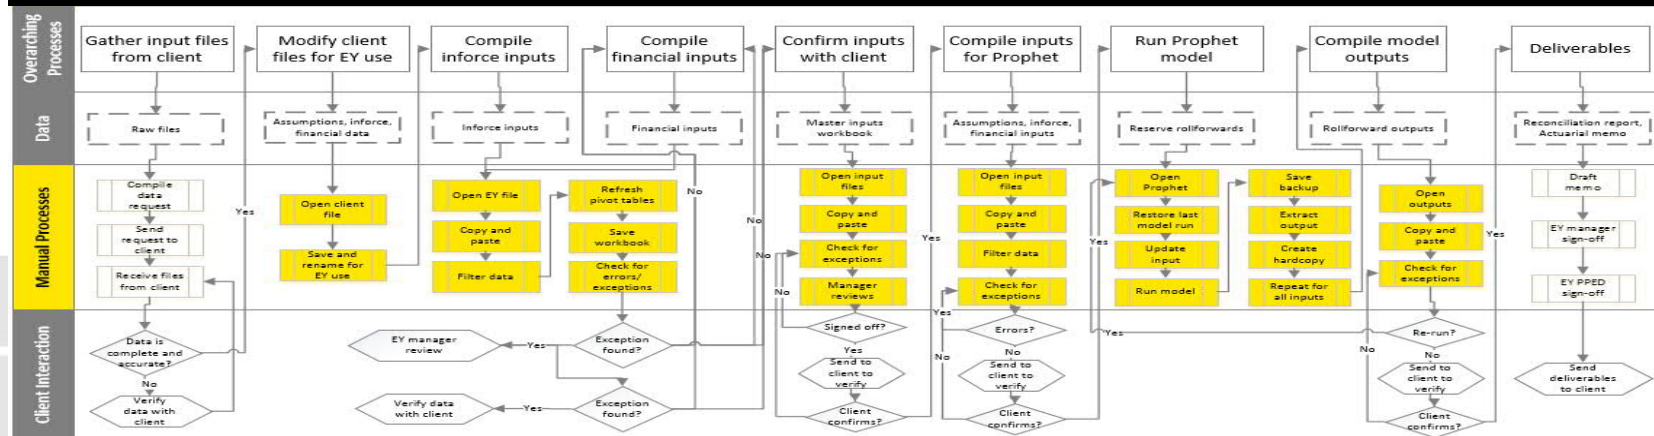 Overarching
Processes
Gather input files
from client
Modify client
files for EY use
Compile
inforce inputs
Compile
financial inputs
Confirm inputs
with client
Compile inputs
for Prophet
Run Prophet
model
Compile model
outputs
Deliverables
Data
Raw files
Assumptions, inforce,
financial data
Inforce inputs
Financial inputs
Master inputs
workbook
Assumptions, inforce,
financial inputs
Reserve rollforwards
Rollforward outputs
Reconciliation report,
Actuarial memo
Manual Processes
Compile
data
request
Send
request to
client
Receive files
from client
Yes
Open client
file
Save and
rename for
EY use
Open EY file
Copy and
paste
Filter data
Refresh
pivot tables
Save
workbook
Check for
errors/
exceptions
No
No
No
Open input
files
Copy and
paste
Check for
exceptions
Manager
reviews
No
Yes
Open input
files
Copy and
paste
Filter data
Check for
exceptions
Yes
Yes
Open
Prophet
Restore last
model run
Update
input
Run model
Save
backup
Extract
output
Create
hardcopy
Repeat for
all inputs
Open
outputs
Copy and
paste
Check for
exceptions
Yes
Draft
memo
EY manager
sign-off
EY PPED
sign-off
Client Interaction
Data is
complete and
accurate?
No
Verify
data with
client
EY manager
review
Yes
Exception
found?
Verify data
with client
Yes
Exception
found?
Signed off?
Yes
Send to
client to
verify
Client
confirms?
Errors?
No
No
Send to
client to
verify
Client
confirms?
Yes
Re-run?
No
No
Send to
client to
verify
Client
confirms?
Send
deliverables
to client